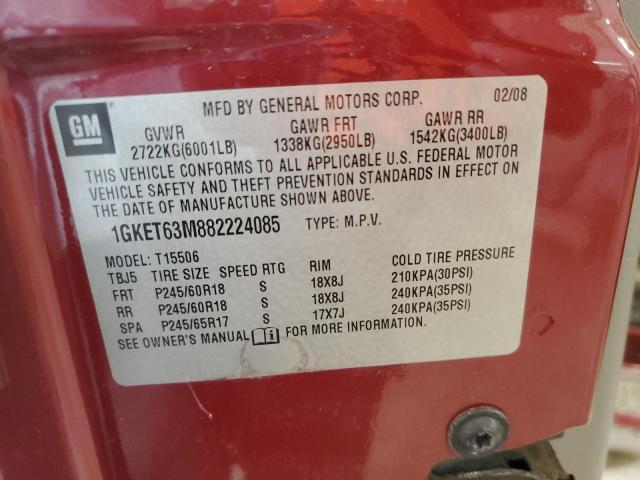 GM MFD BY GENERAL MOTORS CORP. 02/08
GVWR GAWR FRT GAWR RR
2722KG(6001LB) 1338KG(2950LB) 1542KG(3400LB)
THIS VEHICLE CONFORMS TO ALL APPLICABLE U.S. FEDERAL MOTOR
VEHICLE SAFETY AND THEFT PREVENTION STANDARDS IN EFFECT ON
THE DATE OF MANUFACTURE SHOWN ABOVE.
1GKET63M882224085 TYPE: M.P.V.
MODEL: T15506
TBJ5 TIRE SIZE SPEED RTG RIM COLD TIRE PRESSURE
FRT P245/60R18 S 18X8J 210KPA(30PSI)
RR P245/60R18 S 18X8J 240KPA(35PSI)
SPA P245/65R17 S 17X7J 240KPA(35PSI)
SEE OWNER'S MANUAL FOR MORE INFORMATION.